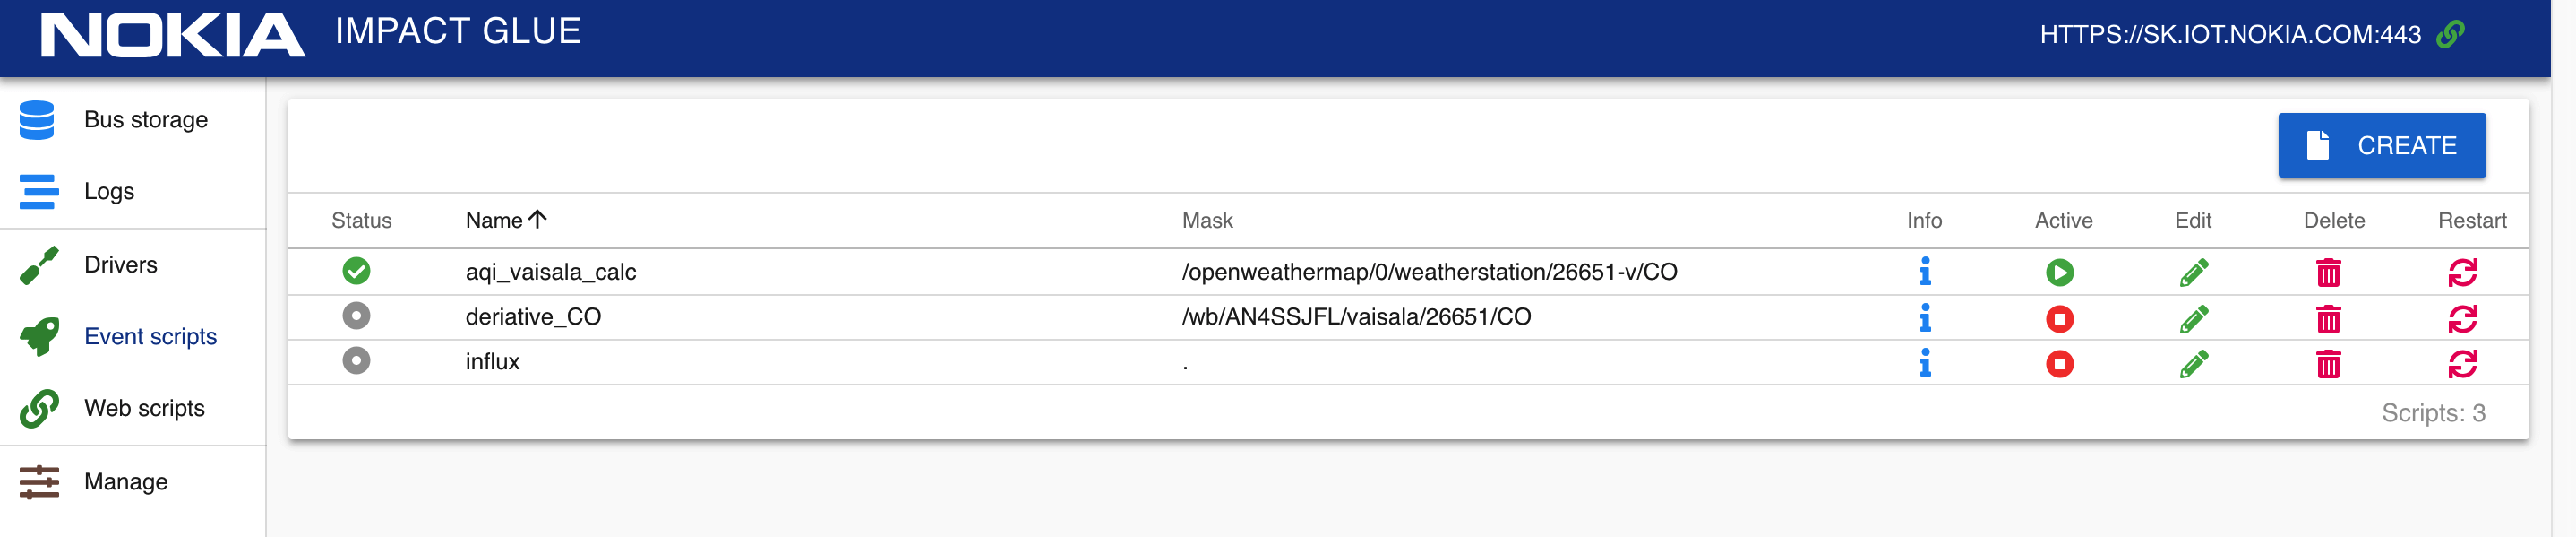 NOKIA IMPACT GLUE HTTPS://SK.IOT.NOKIA.COM:443
Bus storage
Logs
Drivers
Event scripts
Web scripts
Manage
CREATE
Status Name Mask Info Active Edit Delete Restart
aqi_vaisala_calc /openweathermap/0/weatherstation/26651-v/CO
deriative_CO /wb/AN4SSJFL/vaisala/26651/CO
influx .
Scripts: 3